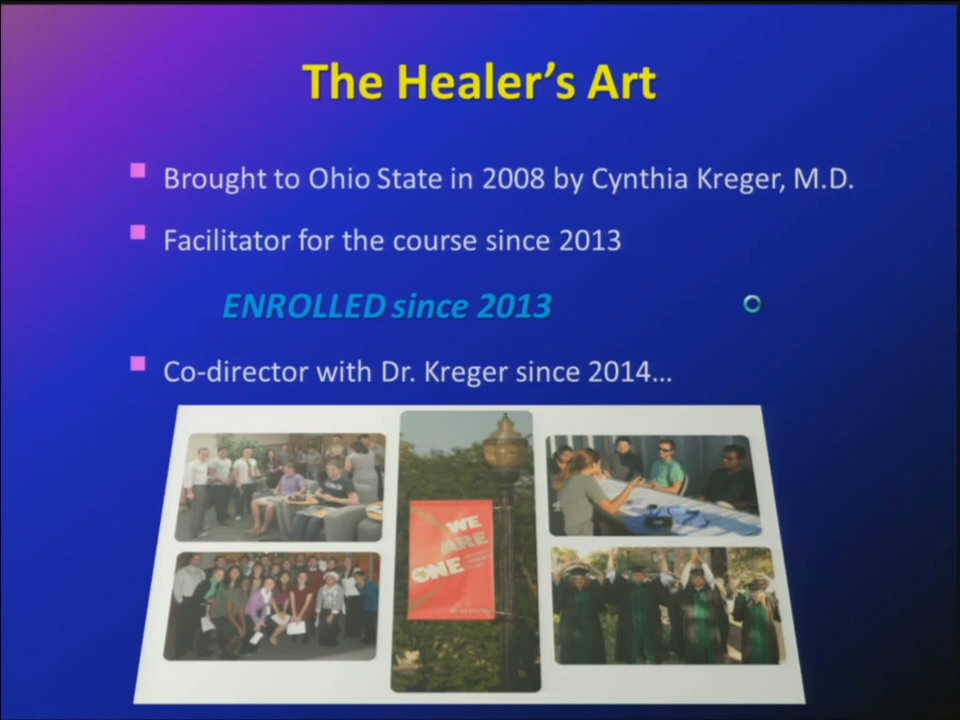 The Healer’s Art
Brought to Ohio State in 2008 by Cynthia Kreger, M.D.
Facilitator for the course since 2013
ENROLLED since 2013
Co-director with Dr. Kreger since 2014...
WE
ARE
ONE